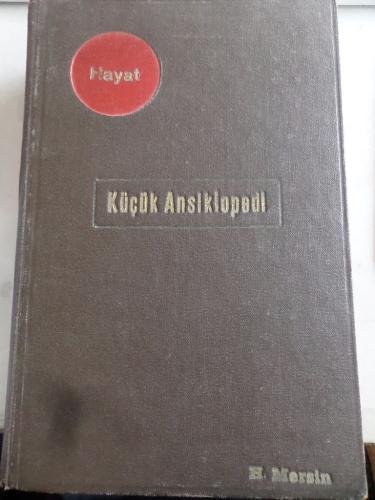 Hayat
Küçük Ansiklopedi
H. Mersin